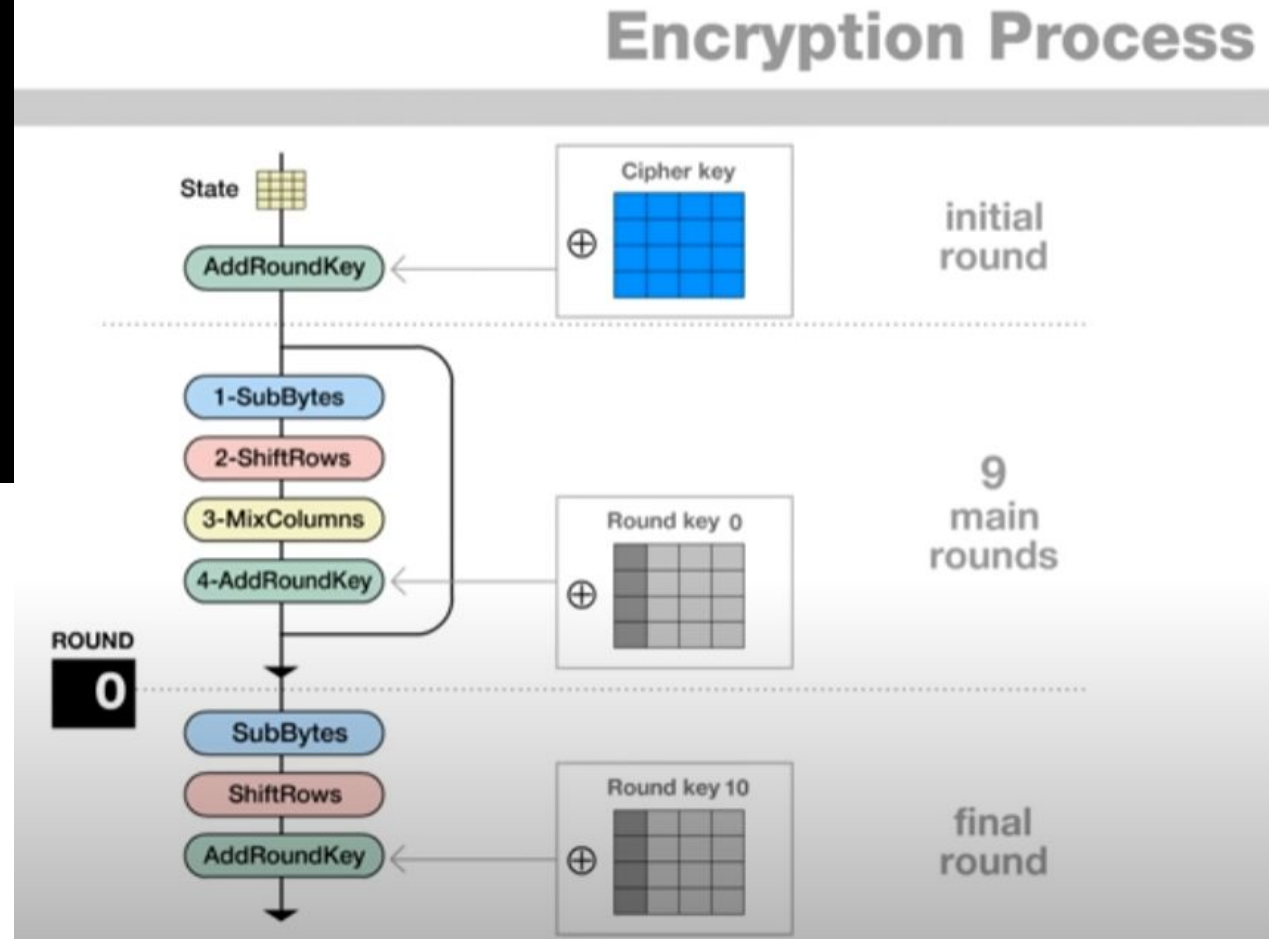 Encryption Process
State
Cipher key
AddRoundKey
initial
round
1-SubBytes
2-ShiftRows
3-MixColumns
4-AddRoundKey
Round key 0
9
main
rounds
ROUND
0
SubBytes
ShiftRows
AddRoundKey
Round key 10
final
round